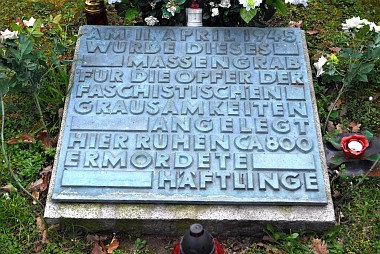 AM 11. APRIL 1945
WURDE DIESES
MASSENGRAB
FÜR DIE OPFER DER
FASCHISTISCHEN
GRAUSAMKEITEN
ANGELEGT
HIER RUHEN CA 800
ERMORDETE
HÄFTLINGE